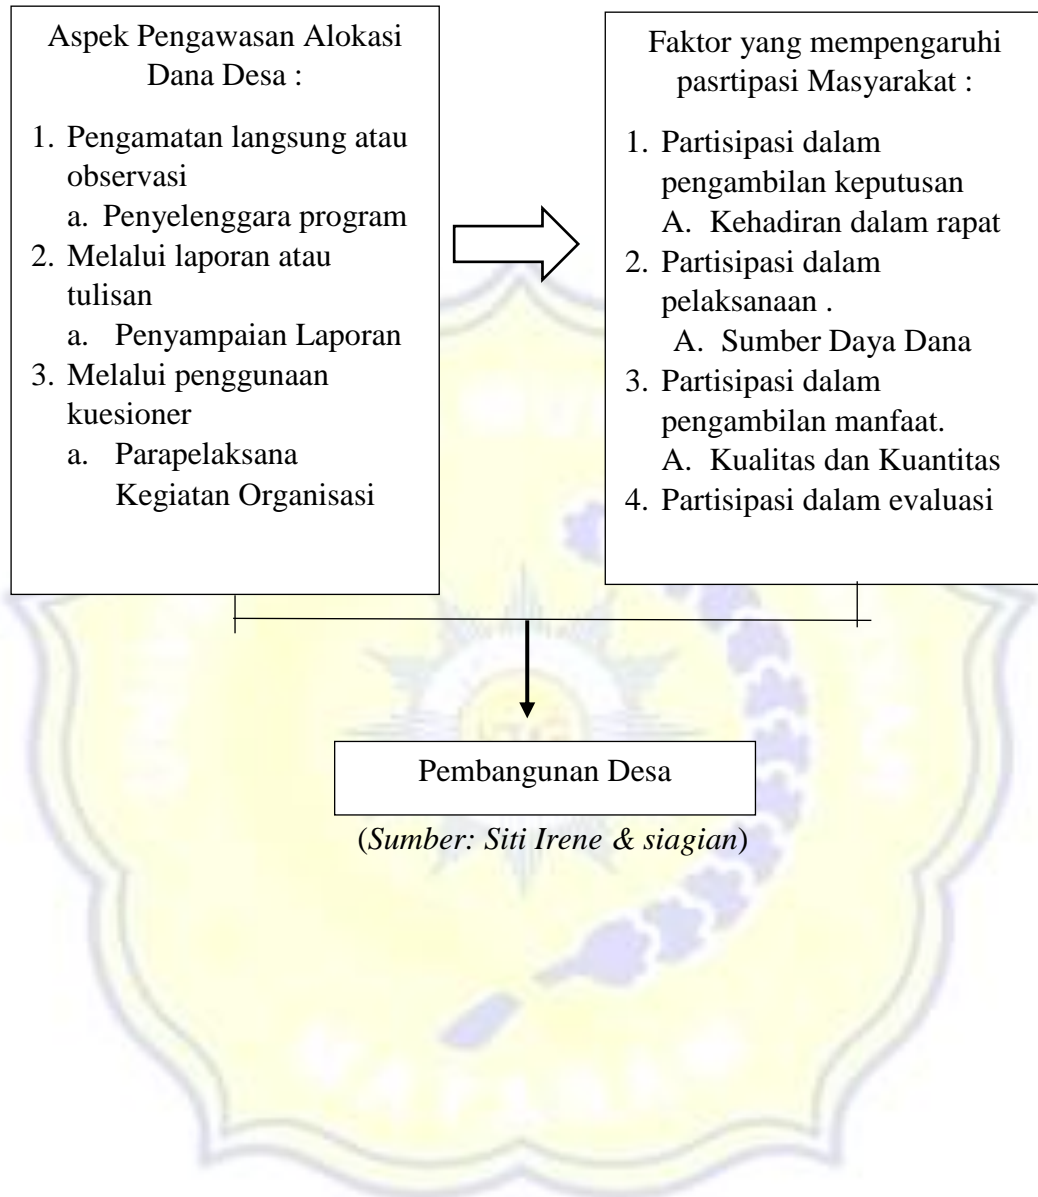 Aspek Pengawasan Alokasi
Dana Desa :
1. Pengamatan langsung atau
observasi
a. Penyelenggara program
2. Melalui laporan atau
tulisan
a. Penyampaian Laporan
3. Melalui penggunaan
kuesioner
a. Parapelaksana
Kegiatan Organisasi
Faktor yang mempengaruhi
pasrtipasi Masyarakat :
1. Partisipasi dalam
pengambilan keputusan
A. Kehadiran dalam rapat
2. Partisipasi dalam
pelaksanaan .
A. Sumber Daya Dana
3. Partisipasi dalam
pengambilan manfaat.
A. Kualitas dan Kuantitas
4. Partisipasi dalam evaluasi
Pembangunan Desa
(Sumber: Siti Irene & siagian)